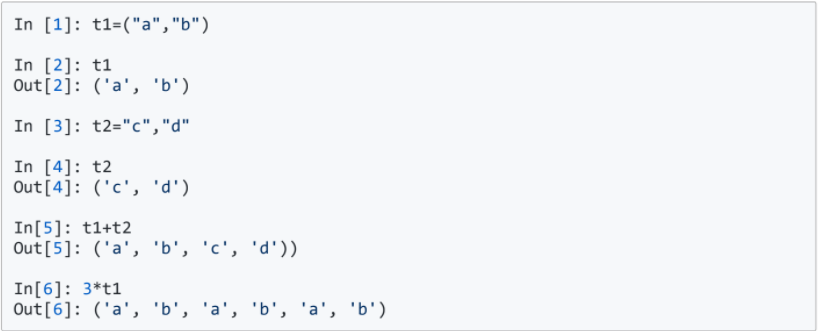 In [1]: t1=("a","b")
In [2]: t1
Out[2]: ('a', 'b')
In [3]: t2="c","d"
In [4]: t2
Out[4]: ('c', 'd')
In[5]: t1+t2
Out[5]: ('a', 'b', 'c', 'd'))
In[6]: 3*t1
Out[6]: ('a', 'b', 'a', 'b', 'a', 'b')